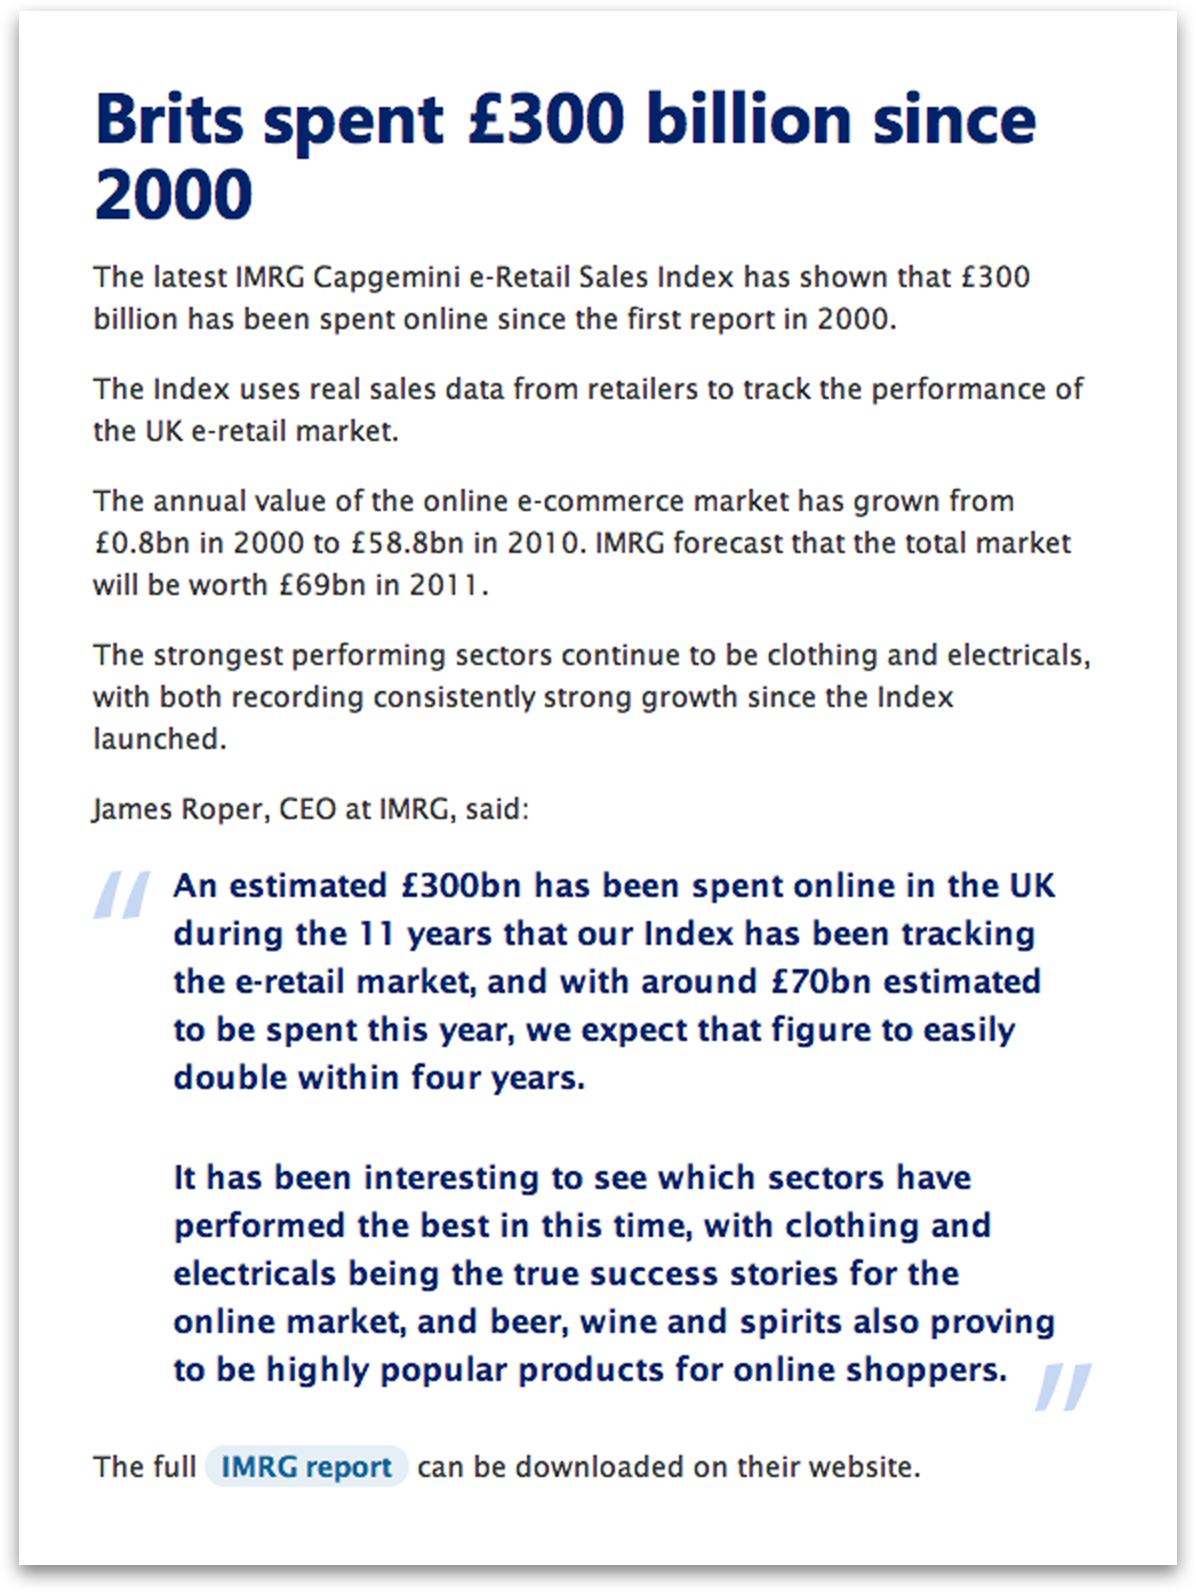 Brits spent £300 billion since
2000
The latest IMRG Capgemini e-Retail Sales Index has shown that £300
billion has been spent online since the first report in 2000.
The Index uses real sales data from retailers to track the performance of
the UK e-retail market.
The annual value of the online e-commerce market has grown from
£0.8bn in 2000 to £58.8bn in 2010. IMRG forecast that the total market
will be worth £69bn in 2011.
The strongest performing sectors continue to be clothing and electricals,
with both recording consistently strong growth since the Index
launched.
James Roper, CEO at IMRG, said:
“ An estimated £300bn has been spent online in the UK
during the 11 years that our Index has been tracking
the e-retail market, and with around £70bn estimated
to be spent this year, we expect that figure to easily
double within four years.
It has been interesting to see which sectors have
performed the best in this time, with clothing and
electricals being the true success stories for the
online market, and beer, wine and spirits also proving
to be highly popular products for online shoppers. ”
The full IMRG report can be downloaded on their website.